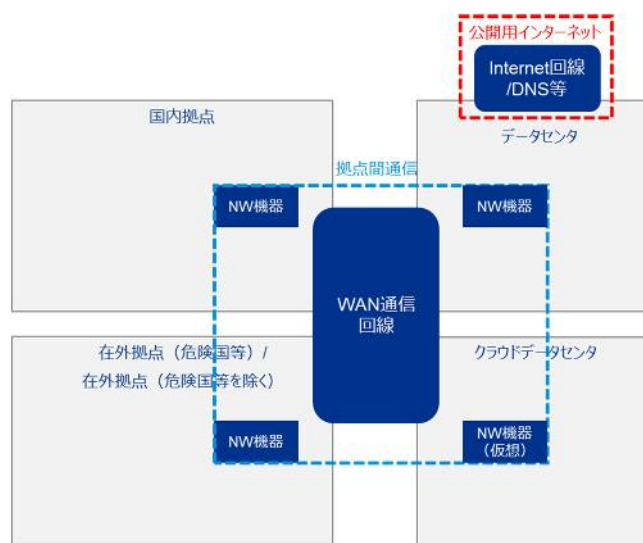 公開用インターネット
Internet回線
/DNS等
国内拠点
データセンタ
拠点間通信
NW機器
NW機器
WAN通信
回線
在外拠点（危険国等）/
在外拠点（危険国等を除く）
クラウドデータセンタ
NW機器
NW機器
（仮想）